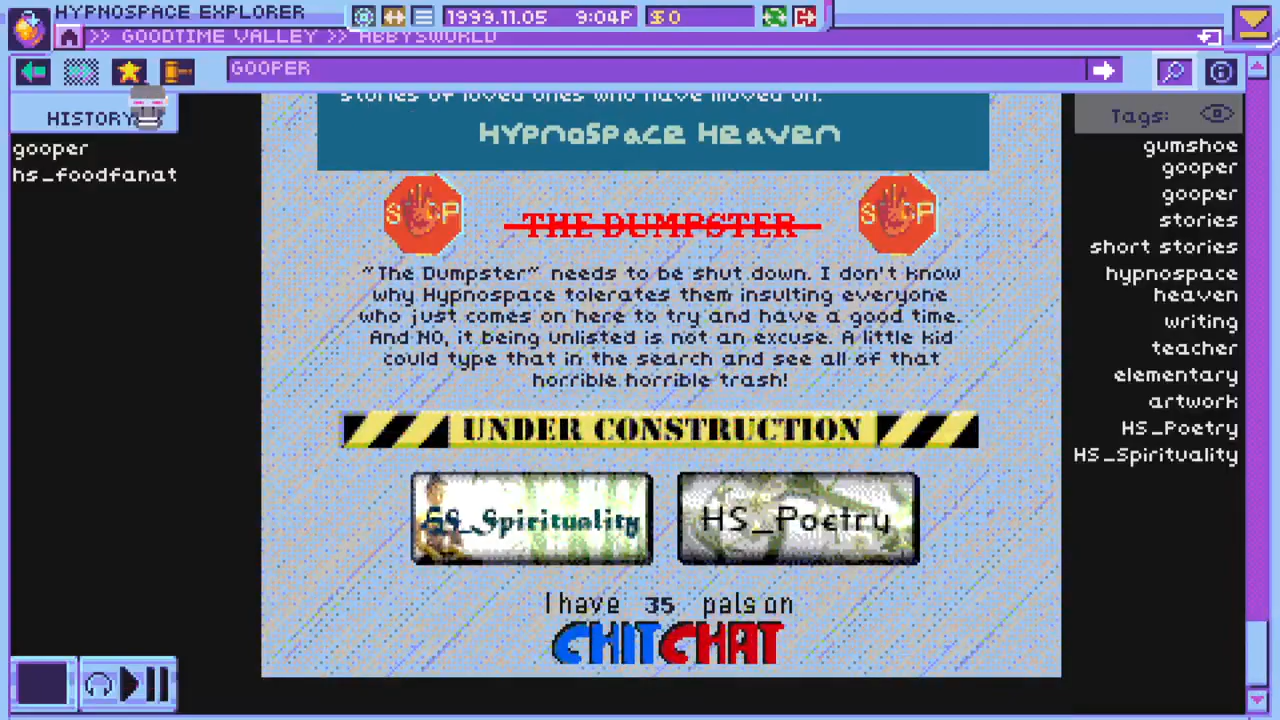 HYPNOSPACE EXPLORER
1999.11.05 9:04P
0
>> GOODTIME VALLEY >> ABBYSWORLD
GOOPER
HISTORY
gooper
hs_foodfanat
stories of loved ones who have moved on.
HypnoSpace Heaven
STOP
THE DUMPSTER
STOP
~The Dumpster~ needs to be shut down. I don't know
why Hypnospace tolerates them insulting everyone
who just comes on here to try and have a good time.
And NO, it being unlisted is not an excuse. A little kid
could type that in the search and see all of that
horrible horrible trash!
UNDER CONSTRUCTION
HS_Spirituality
HS_Poetry
I have 35 pals on
CHITCHAT
Tags:
gumshoe
gooper
gooper
stories
short stories
hypnospace
heaven
writing
teacher
elementary
artwork
HS_Poetry
HS_Spirituality